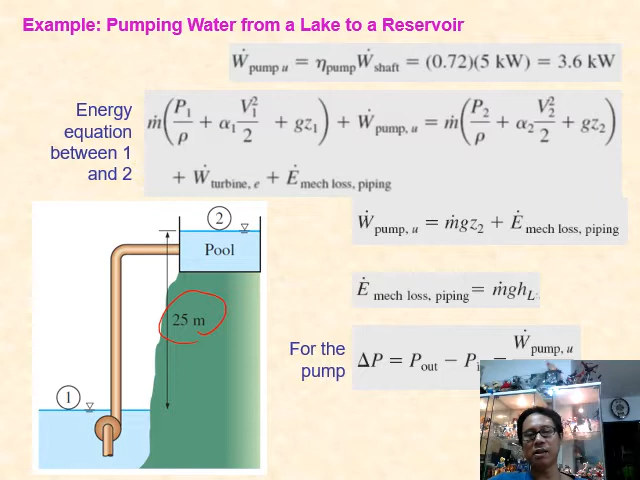 Example: Pumping Water from a Lake to a Reservoir
Ẇpump u = ηpumpẆshaft = (0.72)(5 kW) = 3.6 kW
Energy
equation
between 1
and 2
ṁ(P₁/ρ + α₁ V₁²/2 + gz₁) + Ẇpump, u = ṁ(P₂/ρ + α₂ V₂²/2 + gz₂)
+ Ẇturbine, e + Ėmech loss, piping
Ẇpump, u = ṁgz₂ + Ėmech loss, piping
2
Pool
Ė mech loss, piping = ṁghL
25 m
For the
pump
ΔP = Pout − P
Ẇpump, u
1